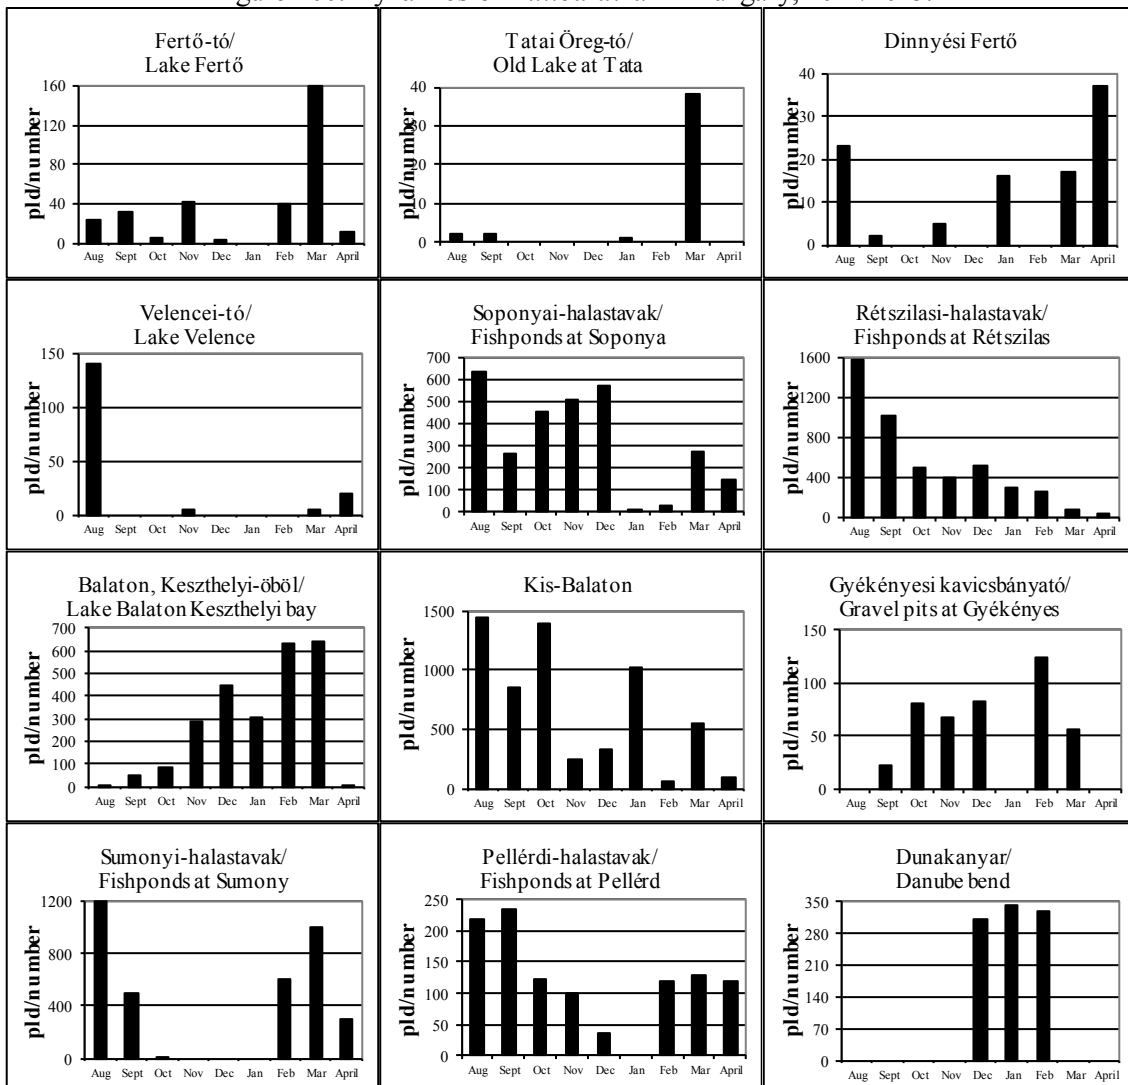 Fertő-tó/
Lake Fertő
pld/number
160
120
80
40
0
Aug Sept Oct Nov Dec Jan Feb Mar April
Tatai Öreg-tó/
Old Lake at Tata
pld/number
40
30
20
10
0
Aug Sept Oct Nov Dec Jan Feb Mar April
Dinnyési Fertő
pld/number
40
30
20
10
0
Aug Sept Oct Nov Dec Jan Feb Mar April
Velencei-tó/
Lake Velence
pld/number
150
100
50
0
Aug Sept Oct Nov Dec Jan Feb Mar April
Soponyai-halastavak/
Fishponds at Soponya
pld/number
700
600
500
400
300
200
100
0
Aug Sept Oct Nov Dec Jan Feb Mar April
Rétszilasi-halastavak/
Fishponds at Rétszilas
pld/number
1600
1200
800
400
0
Aug Sept Oct Nov Dec Jan Feb Mar April
Balaton, Keszthelyi-öböl/
Lake Balaton Keszthelyi bay
pld/number
700
600
500
400
300
200
100
0
Aug Sept Oct Nov Dec Jan Feb Mar April
Kis-Balaton
pld/number
1500
1000
500
0
Aug Sept Oct Nov Dec Jan Feb Mar April
Gyékényesi kavicsbányató/
Gravel pits at Gyékényes
pld/number
150
100
50
0
Aug Sept Oct Nov Dec Jan Feb Mar April
Sumonyi-halastavak/
Fishponds at Sumony
pld/number
1200
800
400
0
Aug Sept Oct Nov Dec Jan Feb Mar April
Pellérdi-halastavak/
Fishponds at Pellérd
pld/number
250
200
150
100
50
0
Aug Sept Oct Nov Dec Jan Feb Mar April
Dunakanyar/
Danube bend
pld/number
350
280
210
140
70
0
Aug Sept Oct Nov Dec Jan Feb Mar April